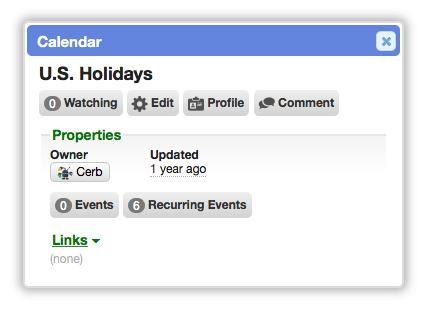 Calendar
U.S. Holidays
0 Watching Edit Profile Comment
Properties
Owner Updated
Cerb 1 year ago
0 Events 6 Recurring Events
Links
(none)